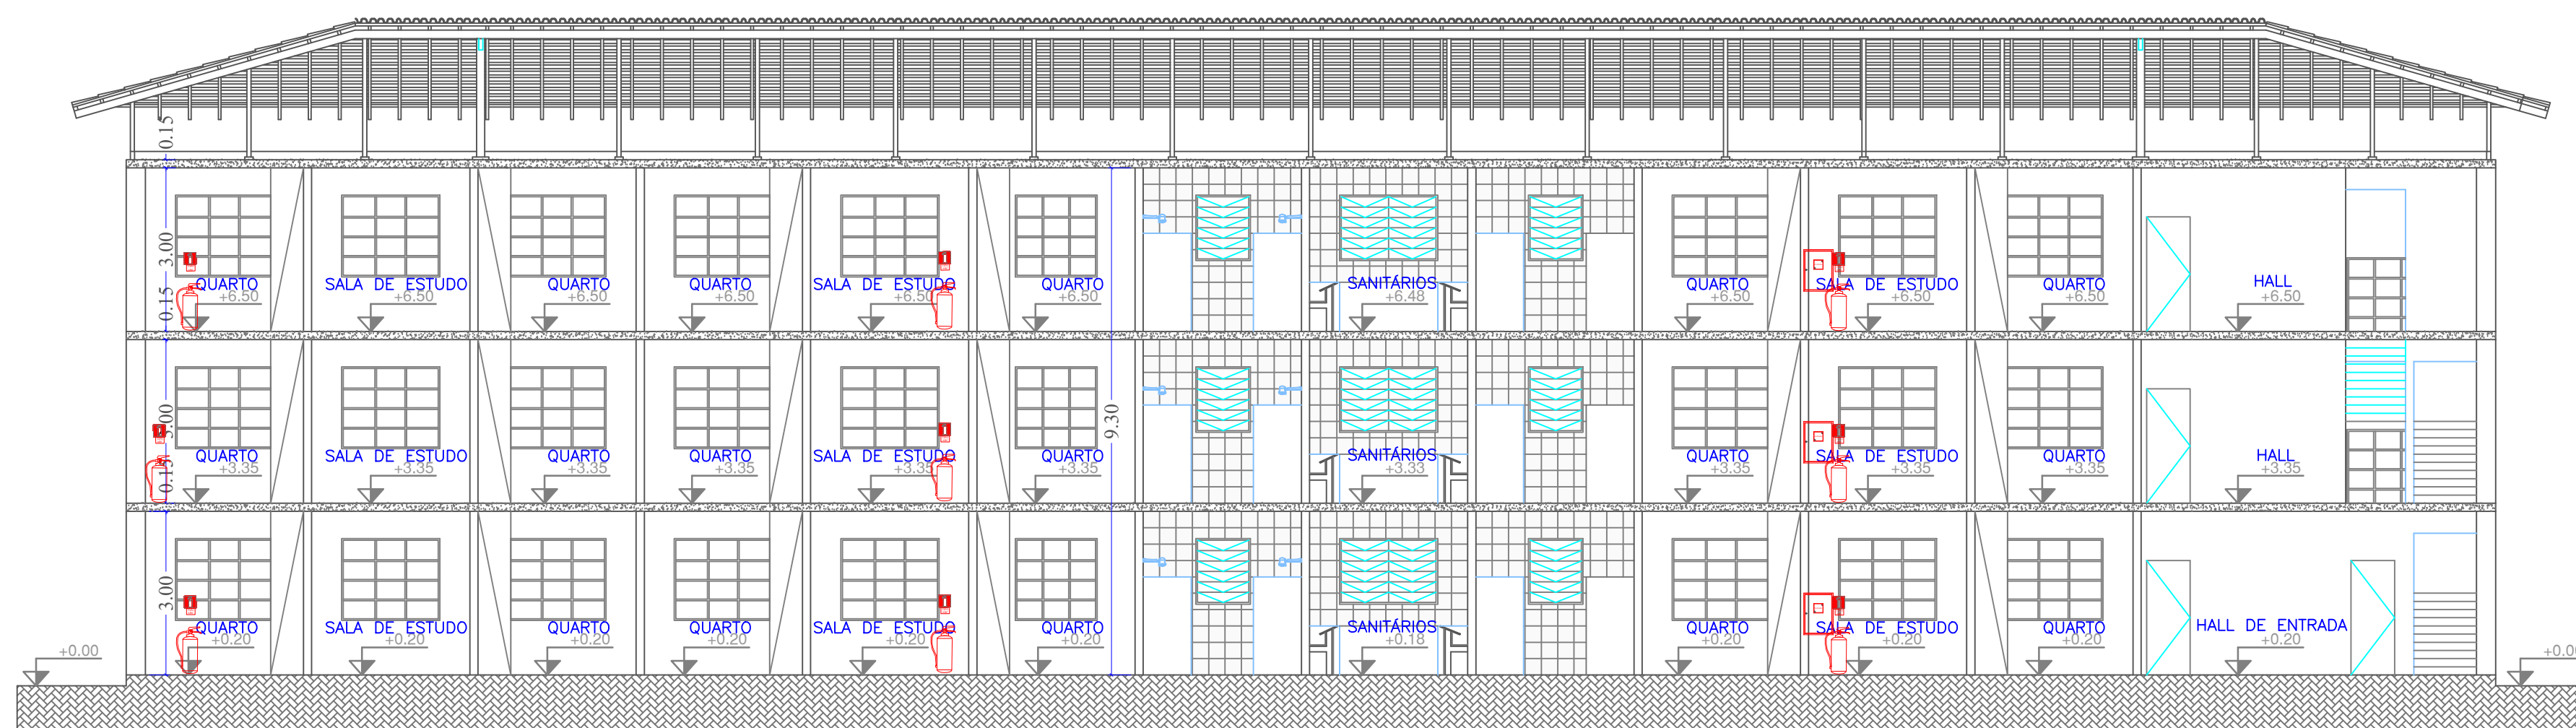 0.15
3.00
QUARTO SALA DE ESTUDO QUARTO QUARTO SALA DE ESTUDO QUARTO SANITÁRIOS QUARTO SALA DE ESTUDO QUARTO HALL
0.15
+6.50 +6.50 +6.50 +6.50 +6.50 +6.50 +6.48 +6.50 +6.50 +6.50 +6.50
3.00
9.30
QUARTO SALA DE ESTUDO QUARTO QUARTO SALA DE ESTUDO QUARTO SANITÁRIOS QUARTO SALA DE ESTUDO QUARTO HALL
0.15
+3.35 +3.35 +3.35 +3.35 +3.35 +3.35 +3.33 +3.35 +3.35 +3.35 +3.35
3.00
QUARTO SALA DE ESTUDO QUARTO QUARTO SALA DE ESTUDO QUARTO SANITÁRIOS QUARTO SALA DE ESTUDO QUARTO HALL DE ENTRADA
+0.20 +0.20 +0.20 +0.20 +0.20 +0.20 +0.18 +0.20 +0.20 +0.20 +0.20
+0.00 +0.0